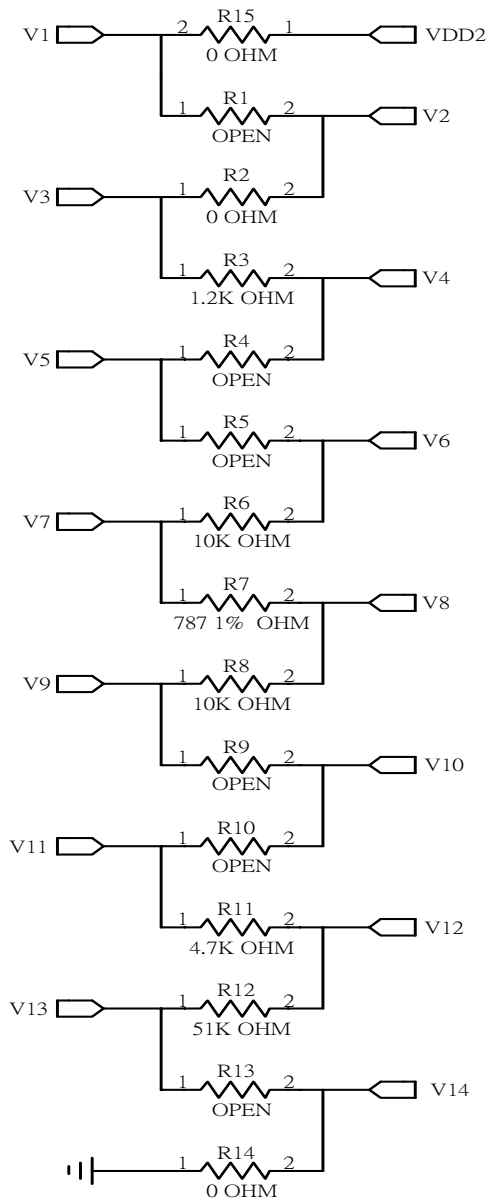 V1 2 R15 1 VDD2
0 OHM
1 R1 2 V2
OPEN
V3 1 R2 2
0 OHM
1 R3 2 V4
1.2K OHM
V5 1 R4 2
OPEN
1 R5 2 V6
OPEN
V7 1 R6 2
10K OHM
1 R7 2 V8
787 1% OHM
V9 1 R8 2
10K OHM
1 R9 2 V10
OPEN
V11 1 R10 2
OPEN
1 R11 2 V12
4.7K OHM
V13 1 R12 2
51K OHM
1 R13 2 V14
OPEN
1 R14 2
0 OHM